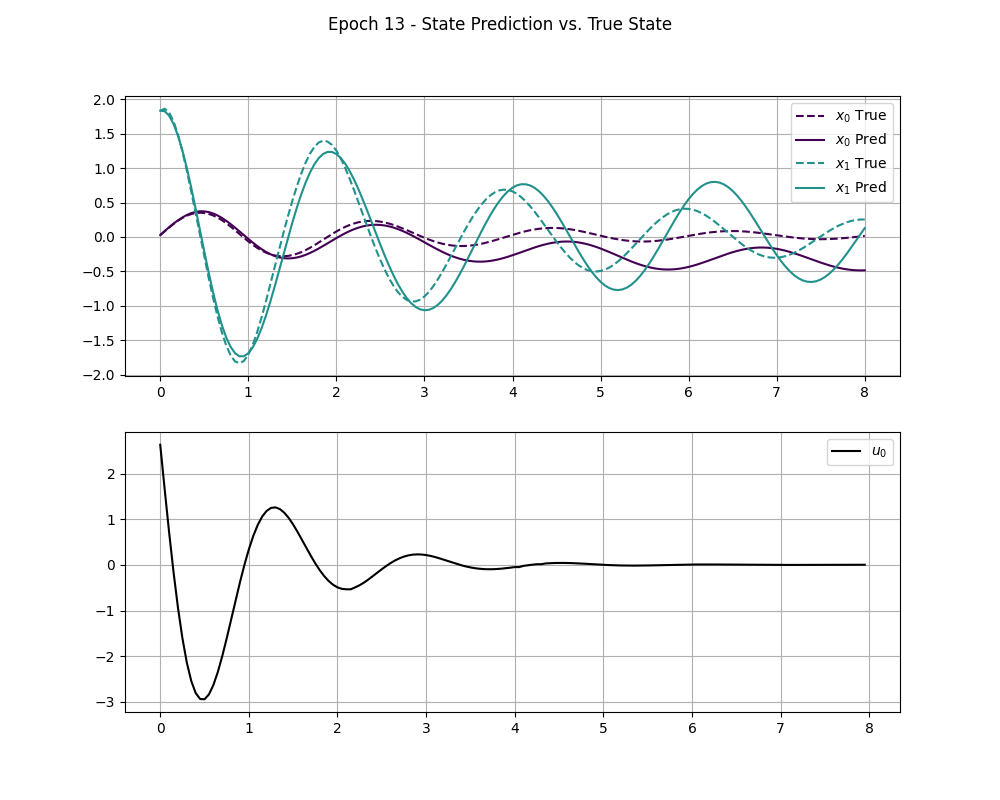 Epoch 13 - State Prediction vs. True State
2.0
1.5
1.0
0.5
0.0
−0.5
−1.0
−1.5
−2.0
x₀ True
x₀ Pred
x₁ True
x₁ Pred
0 1 2 3 4 5 6 7 8
2
1
0
−1
−2
−3
u₀
0 1 2 3 4 5 6 7 8